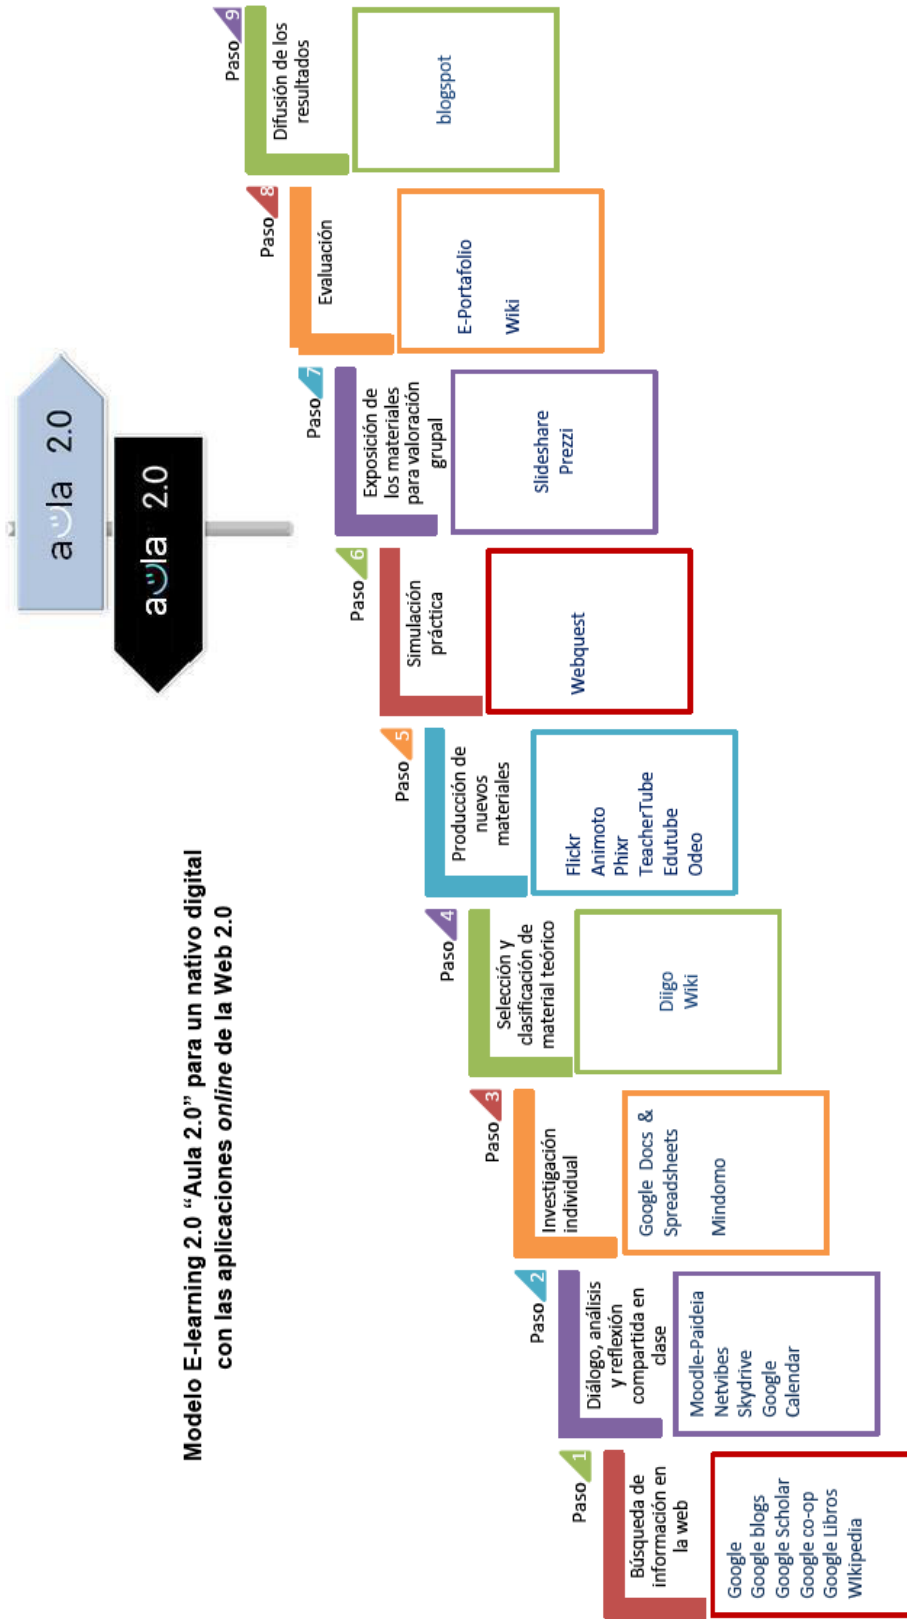 Modelo E-learning 2.0 “Aula 2.0” para un nativo digital
con las aplicaciones online de la Web 2.0
aula 2.0
aula 2.0
Paso 1
Búsqueda de
información en
la web
Google
Google blogs
Google Scholar
Google co-op
Google Libros
WIkipedia
Paso 2
Diálogo, análisis
y reflexión
compartida en
clase
Moodle-Paideia
Netvibes
Skydrive
Google
Calendar
Paso 3
Investigación
individual
Google Docs &
Spreadsheets
Mindomo
Paso 4
Selección y
clasificación de
material teórico
Diigo
Wiki
Paso 5
Producción de
nuevos
materiales
Flickr
Animoto
Phixr
TeacherTube
Edutube
Odeo
Paso 6
Simulación
práctica
Webquest
Paso 7
Exposición de
los materiales
para valoración
grupal
Slideshare
Prezzi
Paso 8
Evaluación
E-Portafolio
Wiki
Paso 9
Difusión de los
resultados
blogspot